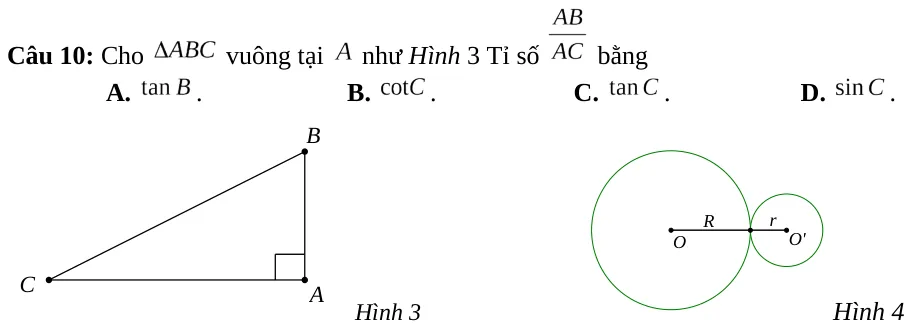 Câu 10: Cho ΔABC vuông tại A như Hình 3 Tỉ số AB/AC bằng
A. tan B . B. cotC . C. tan C . D. sin C .
B
C
A
Hình 3
R
r
O
O'
Hình 4